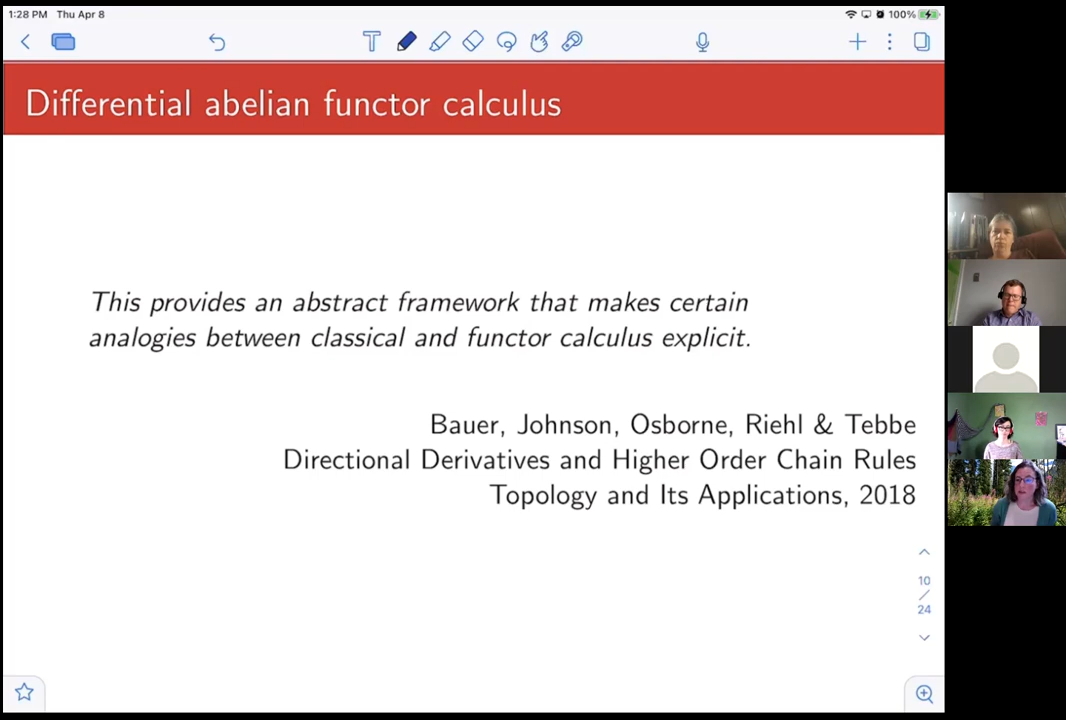 1:28 PM Thu Apr 8
100%
Differential abelian functor calculus
This provides an abstract framework that makes certain
analogies between classical and functor calculus explicit.
Bauer, Johnson, Osborne, Riehl & Tebbe
Directional Derivatives and Higher Order Chain Rules
Topology and Its Applications, 2018
10
/
24